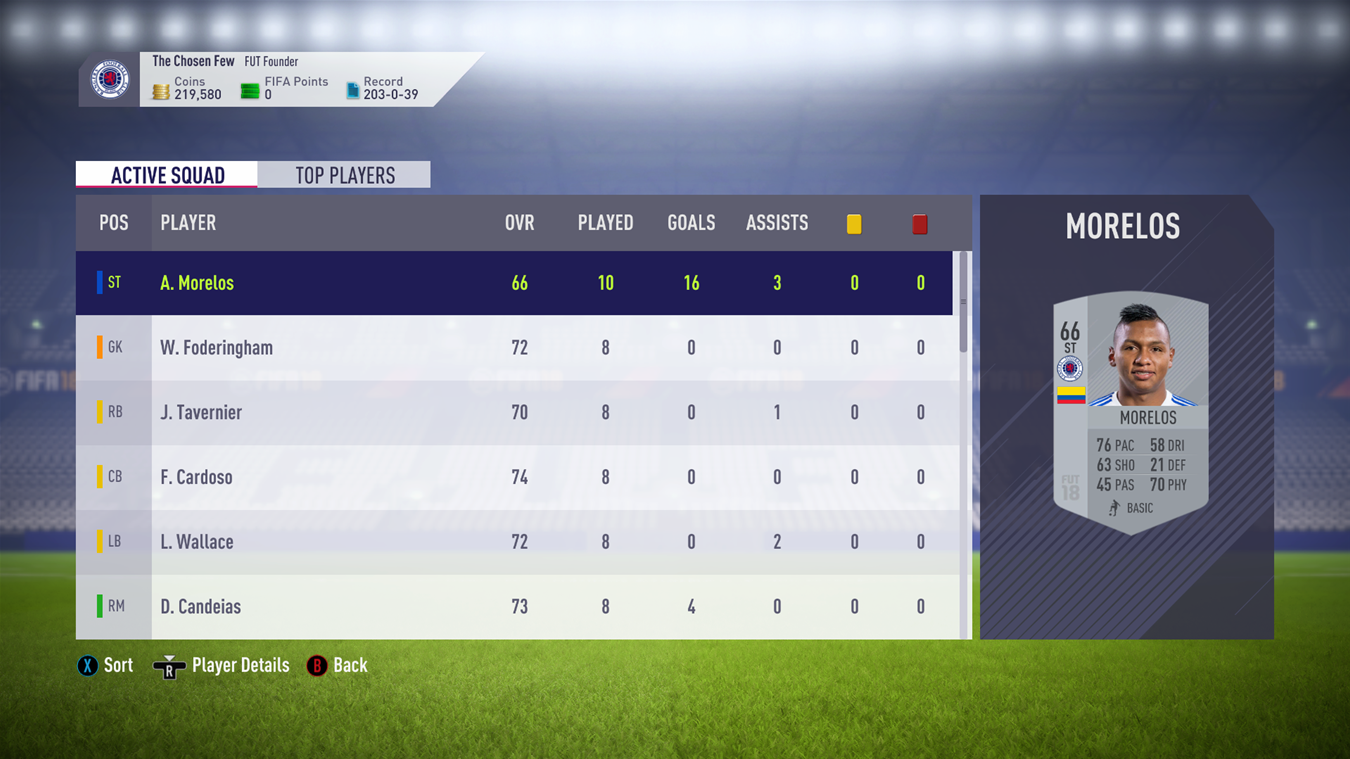 The Chosen Few FUT Founder
Coins FIFA Points Record
219,580 0 203-0-39
ACTIVE SQUAD TOP PLAYERS
POS PLAYER OVR PLAYED GOALS ASSISTS
ST A. Morelos 66 10 16 3 0 0
GK W. Foderingham 72 8 0 0 0 0
RB J. Tavernier 70 8 0 1 0 0
CB F. Cardoso 74 8 0 0 0 0
LB L. Wallace 72 8 0 2 0 0
RM D. Candeias 73 8 4 0 0 0
MORELOS
66
ST
MORELOS
76 PAC 58 DRI
63 SHO 21 DEF
45 PAS 70 PHY
FUT
18
BASIC
FIFA 18
X Sort R Player Details B Back